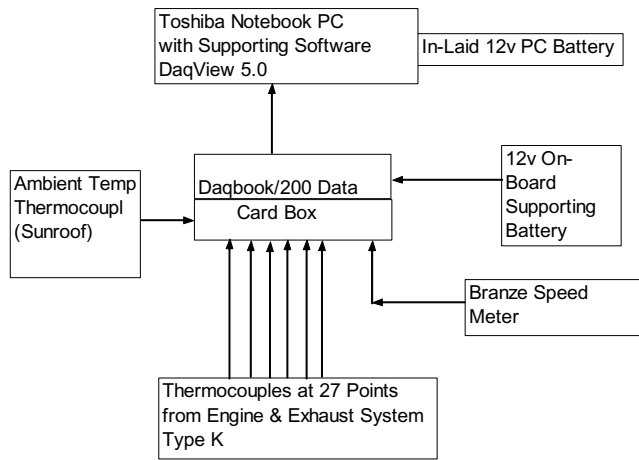 Toshiba Notebook PC
with Supporting Software
DaqView 5.0
In-Laid 12v PC Battery
Ambient Temp
Thermocoupl
(Sunroof)
Daqbook/200 Data
Card Box
12v On-
Board
Supporting
Battery
Branze Speed
Meter
Thermocouples at 27 Points
from Engine & Exhaust System
Type K